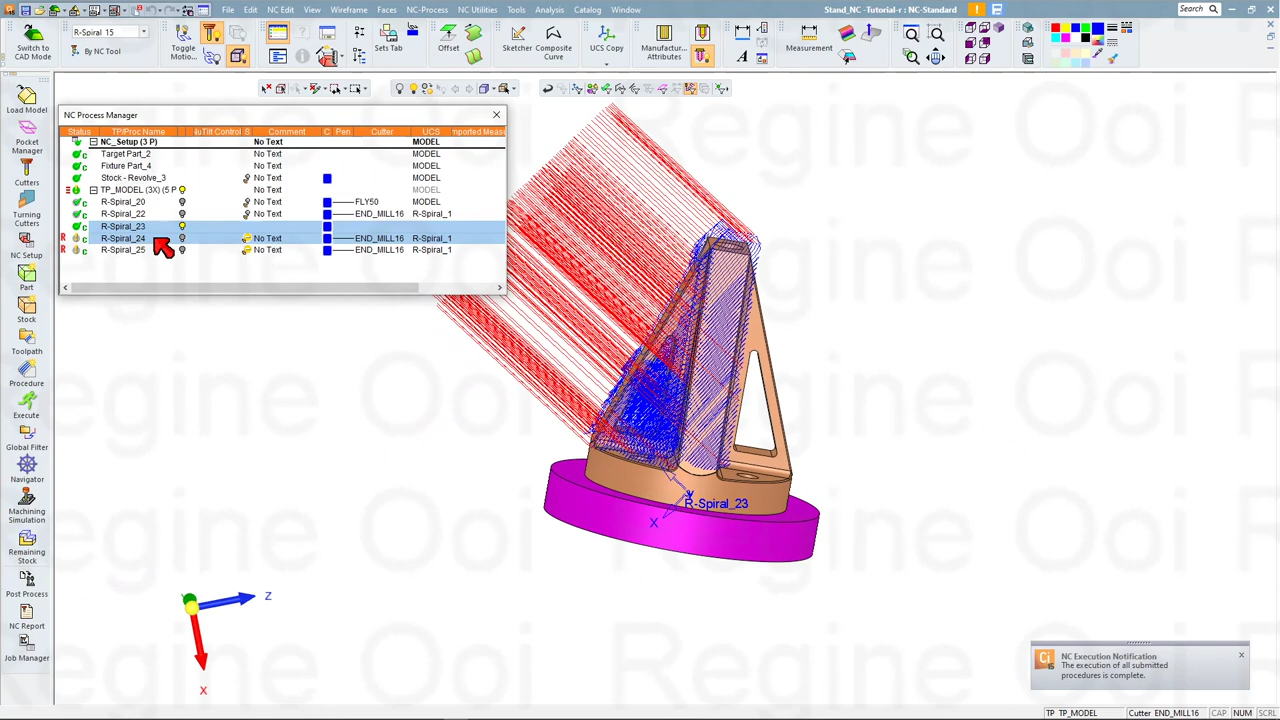 File Edit NC Edit View Wireframe Faces NC-Process NC Utilities Tools Analysis Catalog Window
Stand_NC -Tutorial-r : NC-Standard
Search
Switch to CAD Mode
R-Spiral 15
By NC Tool
Toggle Motio...
Sets Tab
Offset
Sketcher
Composite Curve
UCS Copy
Manufactur... Attributes
Measurement
NC Process Manager
Status TP/Proc Name Comment C Pen Cutter UCS
NC_Setup (3 P) No Text MODEL
Target Part_2 No Text MODEL
Fixture Part_4 No Text MODEL
Stock - Revolve_3 No Text MODEL
TP_MODEL (3X) (5 P MODEL
R-Spiral_20 No Text FLY50 MODEL
R-Spiral_22 No Text END_MILL16 R-Spiral_1
R-Spiral_23
R-Spiral_24 No Text END_MILL16 R-Spiral_1
R-Spiral_25 No Text END_MILL16 R-Spiral_1
Load Model
Pocket Manager
Cutters
Turning Cutters
NC Setup
Part
Stock
Toolpath
Procedure
Execute
Global Filter
Navigator
Machining Simulation
Remaining Stock
Post Process
NC Report
Job Manager
R-Spiral_23
X
Z
X
NC Execution Notification
The execution of all submitted
procedures is complete.
TP TP_MODEL Cutter END_MILL16 CAP NUM SCRL
Regine Ooi